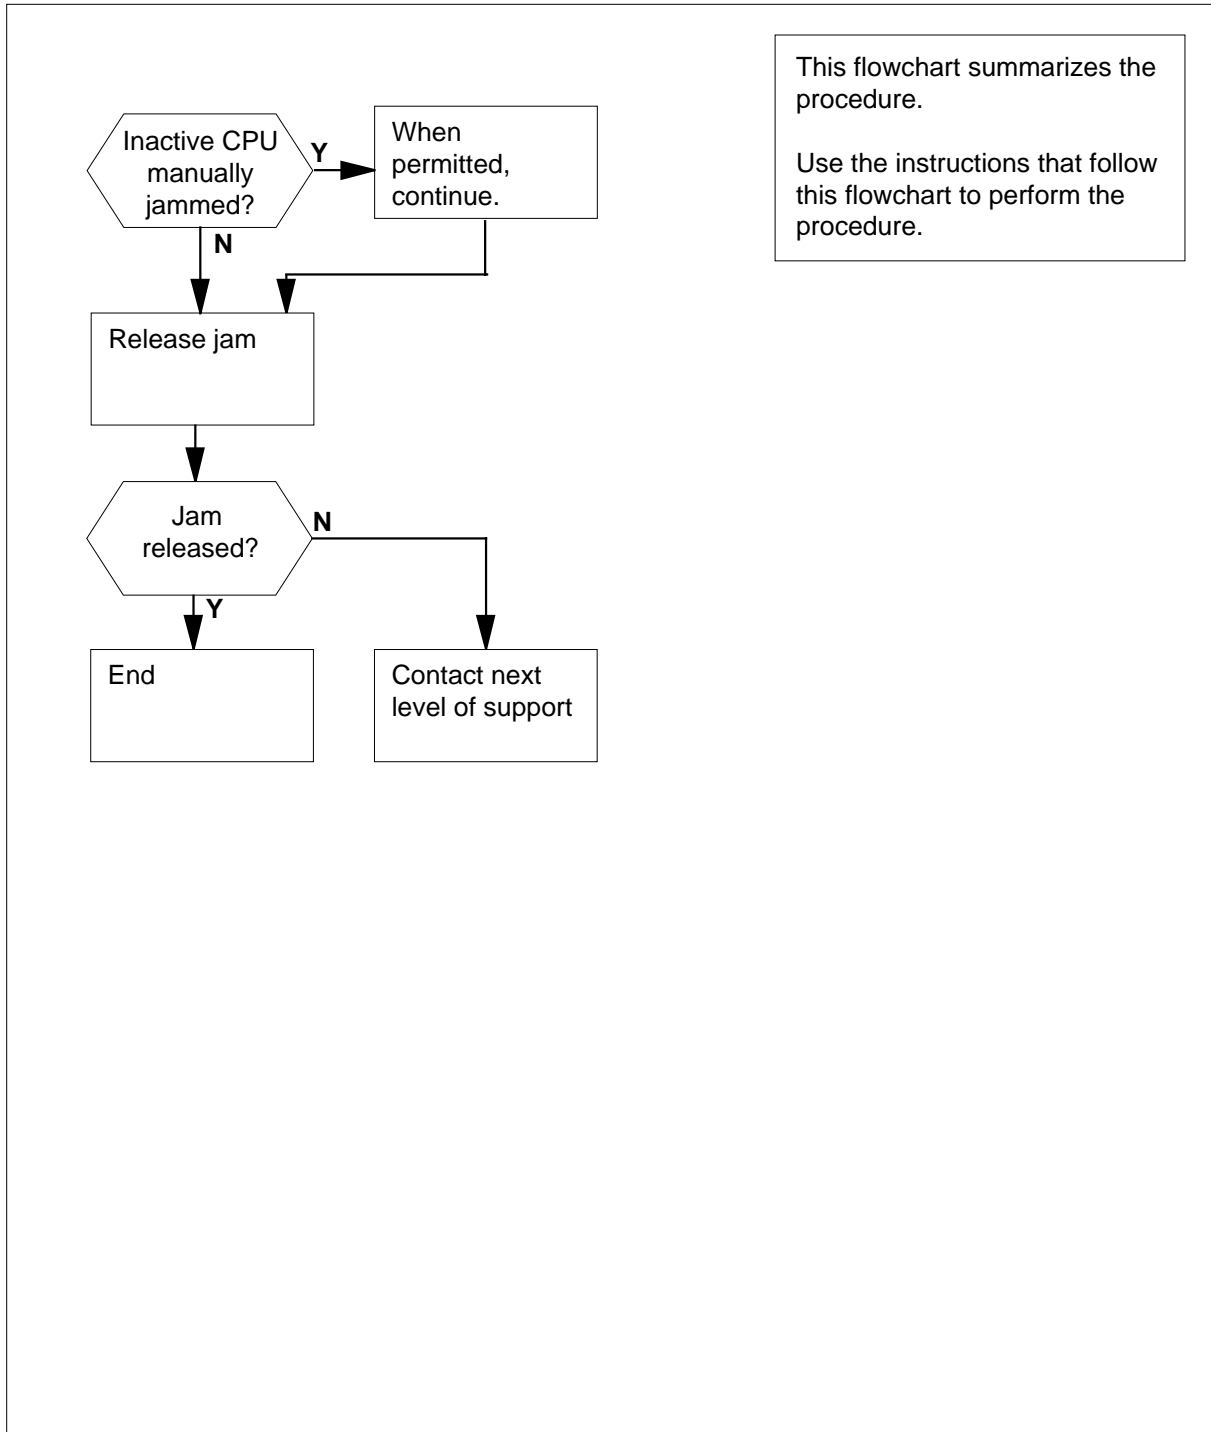 This flowchart summarizes the
procedure.
Use the instructions that follow
this flowchart to perform the
procedure.
Inactive CPU
manually
jammed?
Y
When
permitted,
continue.
N
Release jam
Jam
released?
N
Y
End
Contact next
level of support